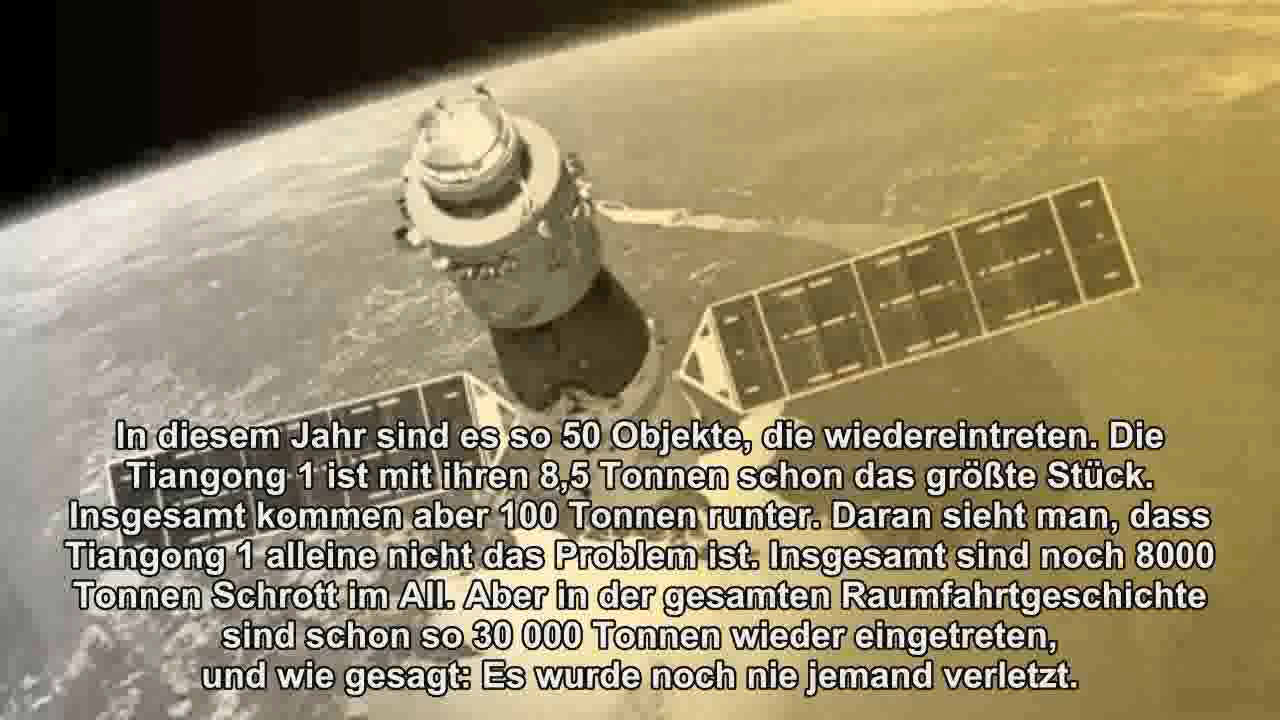 In diesem Jahr sind es so 50 Objekte, die wiedereintreten. Die
Tiangong 1 ist mit ihren 8,5 Tonnen schon das größte Stück.
Insgesamt kommen aber 100 Tonnen runter. Daran sieht man, dass
Tiangong 1 alleine nicht das Problem ist. Insgesamt sind noch 8000
Tonnen Schrott im All. Aber in der gesamten Raumfahrtgeschichte
sind schon so 30 000 Tonnen wieder eingetreten,
und wie gesagt: Es wurde noch nie jemand verletzt.